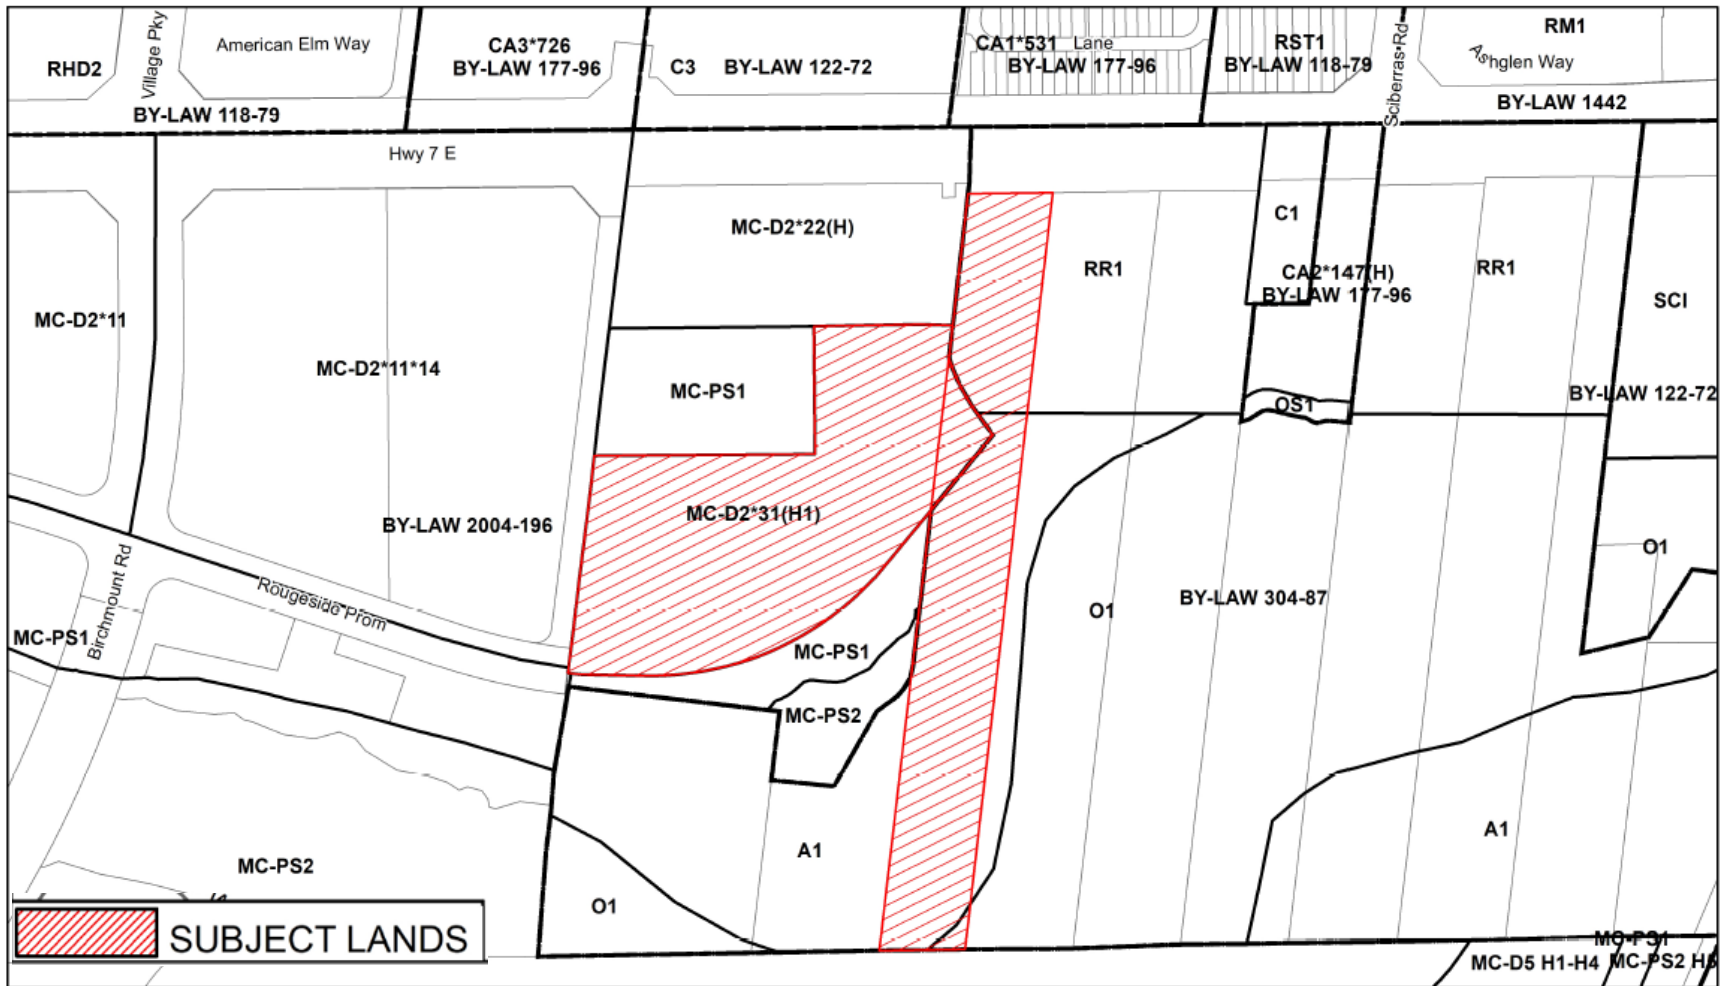 Village Pky
American Elm Way
CA3*726
BY-LAW 177-96
RHD2
C3
BY-LAW 122-72
CA1*531
Lane
BY-LAW 177-96
RST1
BY-LAW 118-79
Sciberras Rd
RM1
Ashglen Way
BY-LAW 1442
BY-LAW 118-79
Hwy 7 E
MC-D2*22(H)
C1
RR1
CA2*147(H)
BY-LAW 177-96
RR1
SCI
MC-D2*11
MC-D2*11*14
MC-PS1
OS1
BY-LAW 122-72
MC-D2*31(H1)
BY-LAW 2004-196
O1
Birchmount Rd
Rougeside Prom
O1
BY-LAW 304-87
MC-PS1
MC-PS1
MC-PS2
A1
A1
MC-PS2
O1
SUBJECT LANDS
MC-PS1
MC-D5 H1-H4
MC-PS2